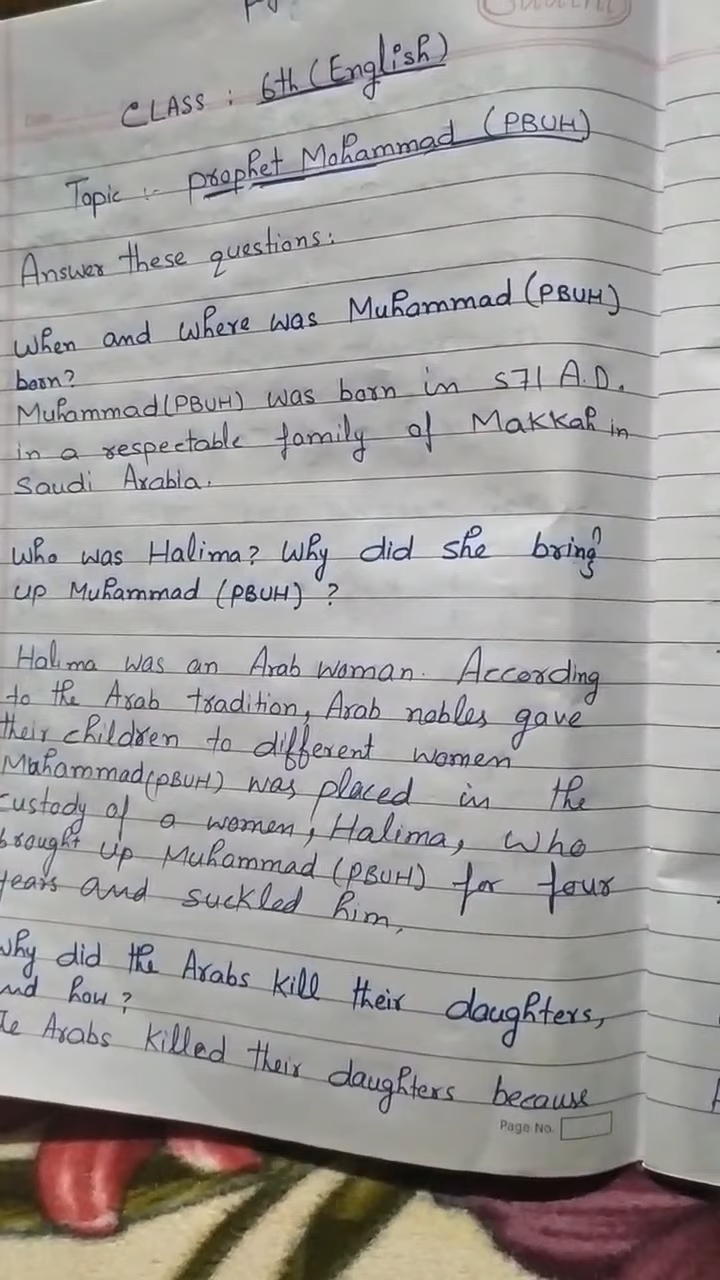 CLASS : 6th (English)
Topic :- Prophet Mohammad (PBUH)
Answer these questions:
When and where was Muhammad (PBUH)
born?
Muhammad (PBUH) was born in 571 A.D.
in a respectable family of Makkah in
Saudi Arabia.
Who was Halima? Why did she bring
up Muhammad (PBUH) ?
Halima was an Arab woman. According
to the Arab tradition, Arab nobles gave
their children to different women
Muhammad (PBUH) was placed in the
custody of a women, Halima, who
brought up Muhammad (PBUH) for four
years and suckled him,
Why did the Arabs kill their daughters,
and how?
Arabs killed their daughters because
Page No.